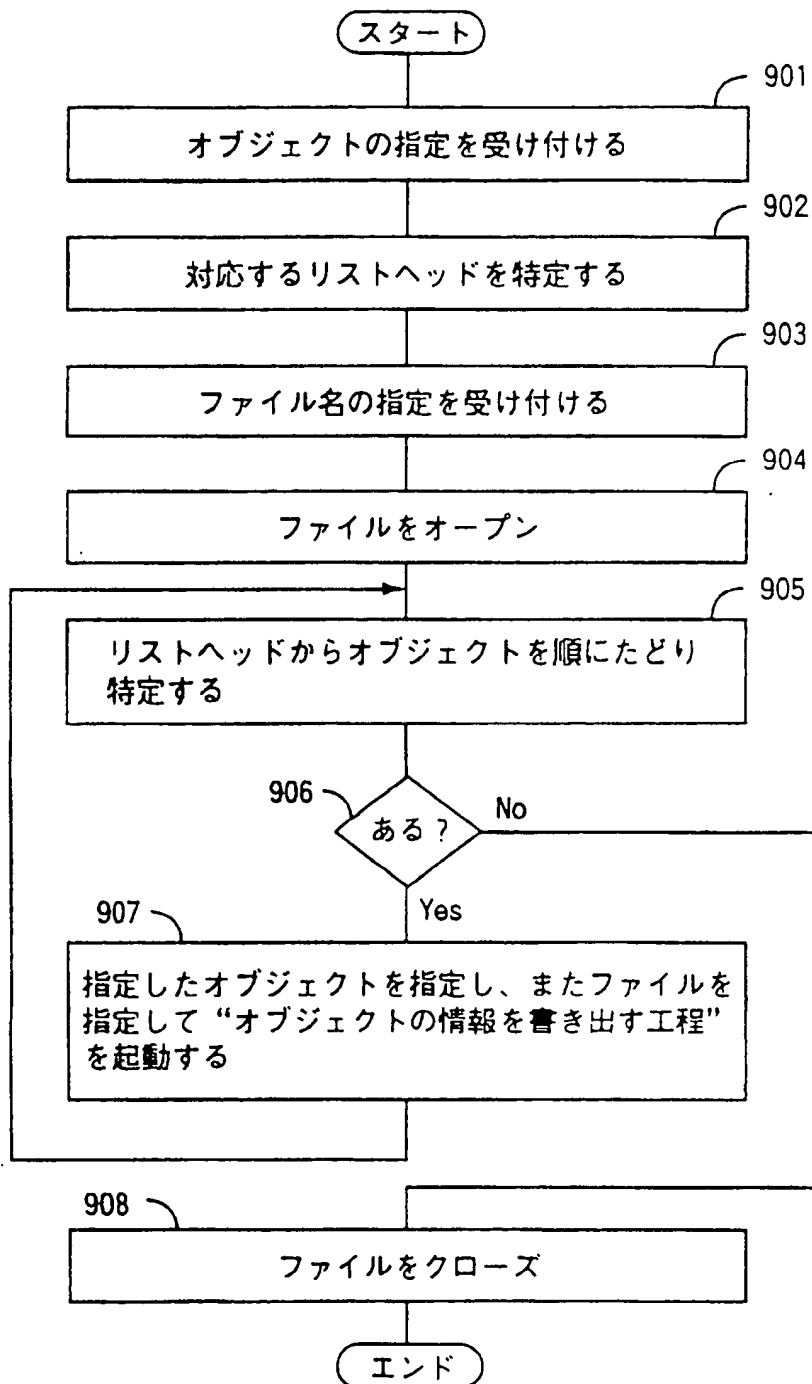 スタート
901
オブジェクトの指定を受け付ける
902
対応するリストヘッドを特定する
903
ファイル名の指定を受け付ける
904
ファイルをオープン
905
リストヘッドからオブジェクトを順にたどり
特定する
906
ある？
No
Yes
907
指定したオブジェクトを指定し、またファイルを
指定して“オブジェクトの情報を書き出す工程”
を起動する
908
ファイルをクローズ
エンド